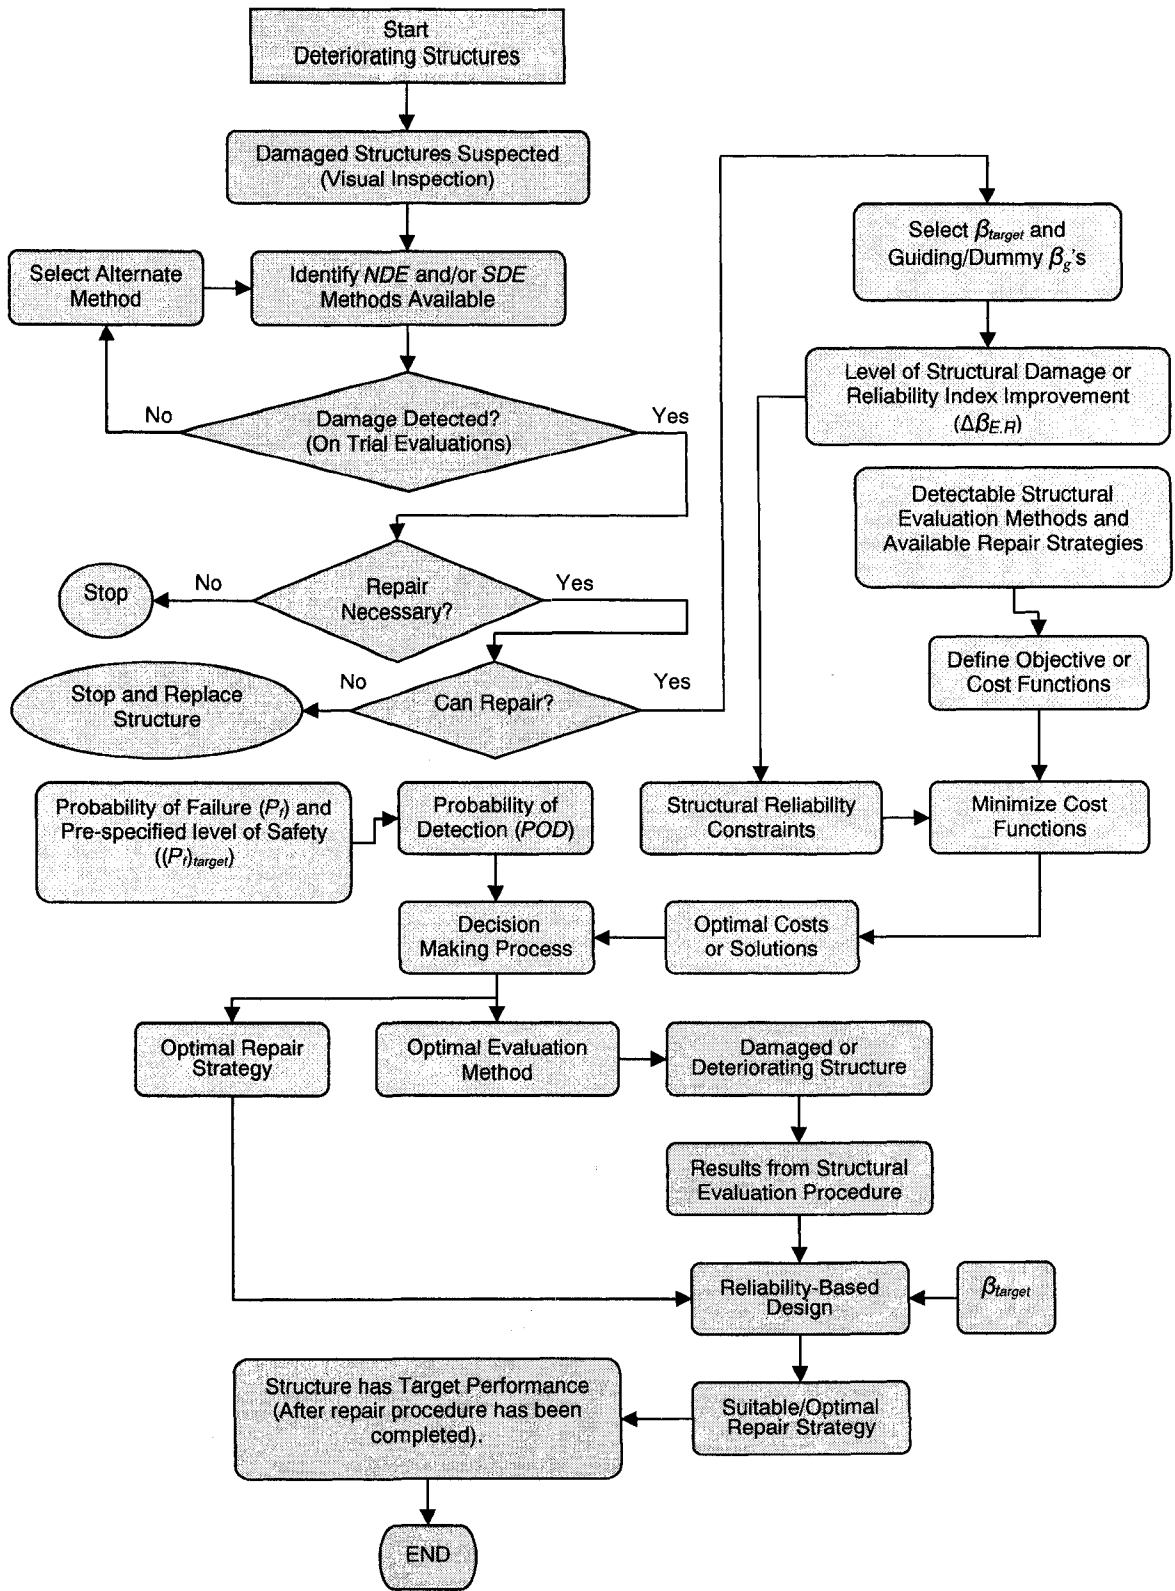 Start
Deteriorating Structures
Damaged Structures Suspected
(Visual Inspection)
Select Alternate
Method
Identify NDE and/or SDE
Methods Available
Select βtarget and
Guiding/Dummy βg's
Level of Structural Damage or
Reliability Index Improvement
(ΔβE.R)
No
Damage Detected?
(On Trial Evaluations)
Yes
Detectable Structural
Evaluation Methods and
Available Repair Strategies
Stop
No
Repair
Necessary?
Yes
Define Objective or
Cost Functions
Stop and Replace
Structure
No
Can Repair?
Yes
Probability of Failure (Pf) and
Pre-specified level of Safety
((Pf)target)
Probability of
Detection (POD)
Structural Reliability
Constraints
Minimize Cost
Functions
Decision
Making Process
Optimal Costs
or Solutions
Optimal Repair
Strategy
Optimal Evaluation
Method
Damaged or
Deteriorating Structure
Results from Structural
Evaluation Procedure
Reliability-Based
Design
βtarget
Structure has Target Performance
(After repair procedure has been
completed).
Suitable/Optimal
Repair Strategy
END